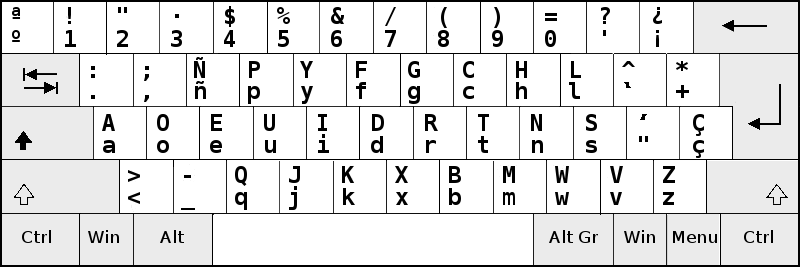 ª ! " · $ % & / ( ) = ? ¿
º 1 2 3 4 5 6 7 8 9 0 ' ¡
: ; Ñ P Y F G C H L ^ *
. , ñ p y f g c h l ` +
A O E U I D R T N S ´ Ç
a o e u i d r t n s " ç
> - Q J K X B M W V Z
< _ q j k x b m w v z
Ctrl Win Alt Alt Gr Win Menu Ctrl